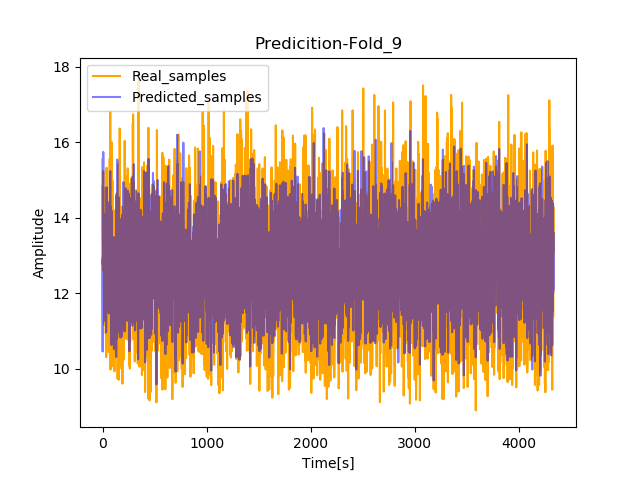 Predicition-Fold_9
18
16
14
12
10
Amplitude
Real_samples
Predicted_samples
0
1000
2000
3000
4000
Time[s]